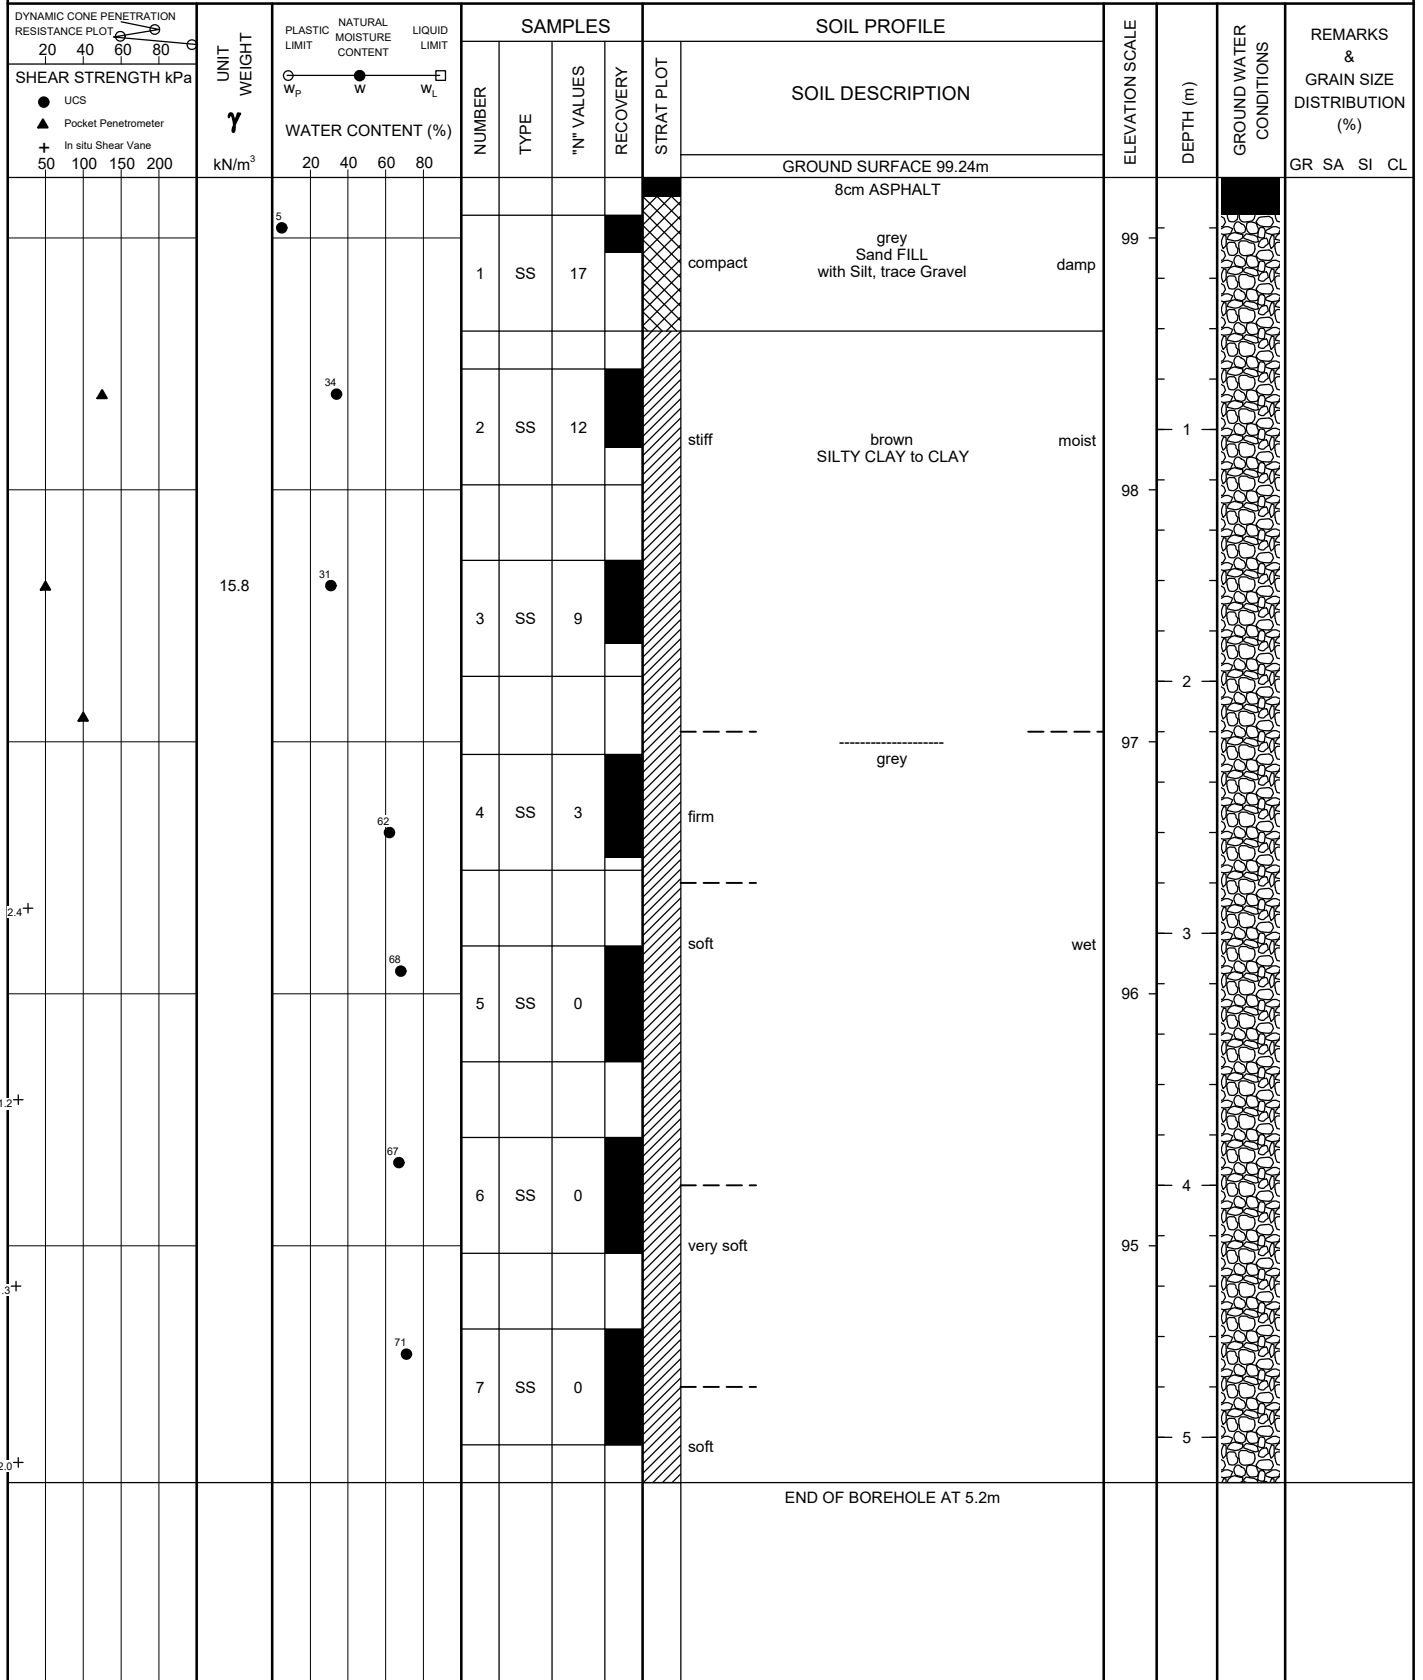 DYNAMIC CONE PENETRATION
RESISTANCE PLOT
20 40 60 80
SHEAR STRENGTH kPa
UCS
Pocket Penetrometer
In situ Shear Vane
50 100 150 200
UNIT WEIGHT
γ
kN/m³
PLASTIC LIMIT
NATURAL MOISTURE CONTENT
LIQUID LIMIT
W_P W W_L
WATER CONTENT (%)
20 40 60 80
SAMPLES
NUMBER
TYPE
"N" VALUES
RECOVERY
SOIL PROFILE
STRAT PLOT
SOIL DESCRIPTION
GROUND SURFACE 99.24m
ELEVATION SCALE
DEPTH (m)
GROUND WATER CONDITIONS
REMARKS
&
GRAIN SIZE
DISTRIBUTION
(%)
GR SA SI CL
8cm ASPHALT
5
99
grey
Sand FILL
with Silt, trace Gravel
compact
damp
1 SS 17
34
2 SS 12
stiff
brown
SILTY CLAY to CLAY
moist
1
98
31
15.8
3 SS 9
2
97
grey
4 SS 3
firm
62
2.4
soft
wet
3
68
96
5 SS 0
1.2
67
6 SS 0
4
very soft
95
.3
71
7 SS 0
soft
5
2.0
END OF BOREHOLE AT 5.2m